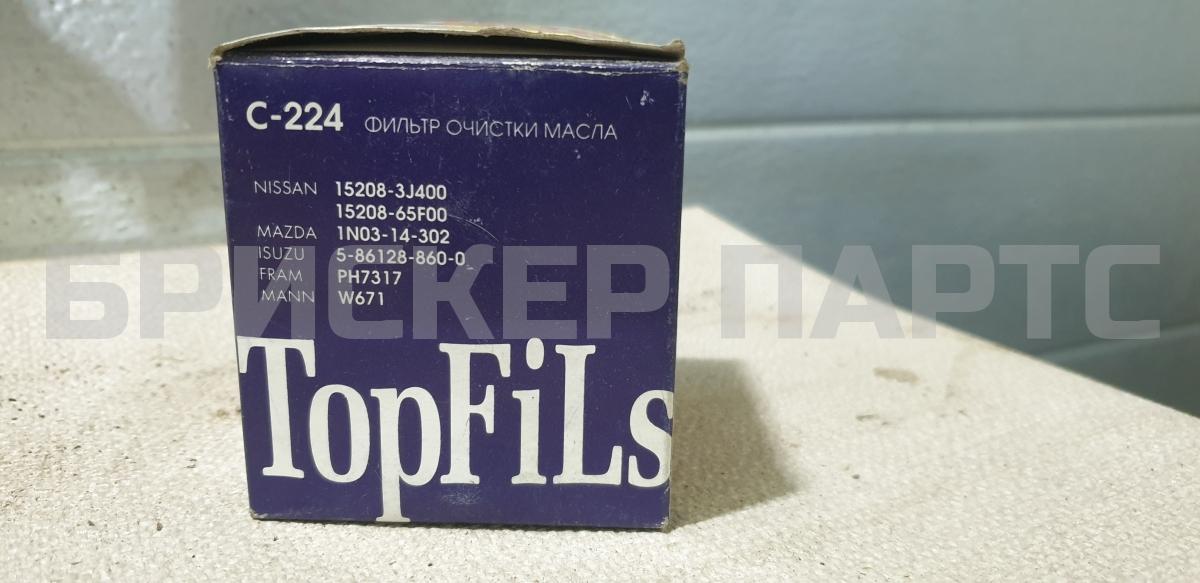 C-224 ФИЛЬТР ОЧИСТКИ МАСЛА
NISSAN 15208-3J400
15208-65F00
MAZDA 1N03-14-302
ISUZU 5-86128-860-0
FRAM PH7317
MANN W671
БРИСКЕР ПАРТС
TopFiLs